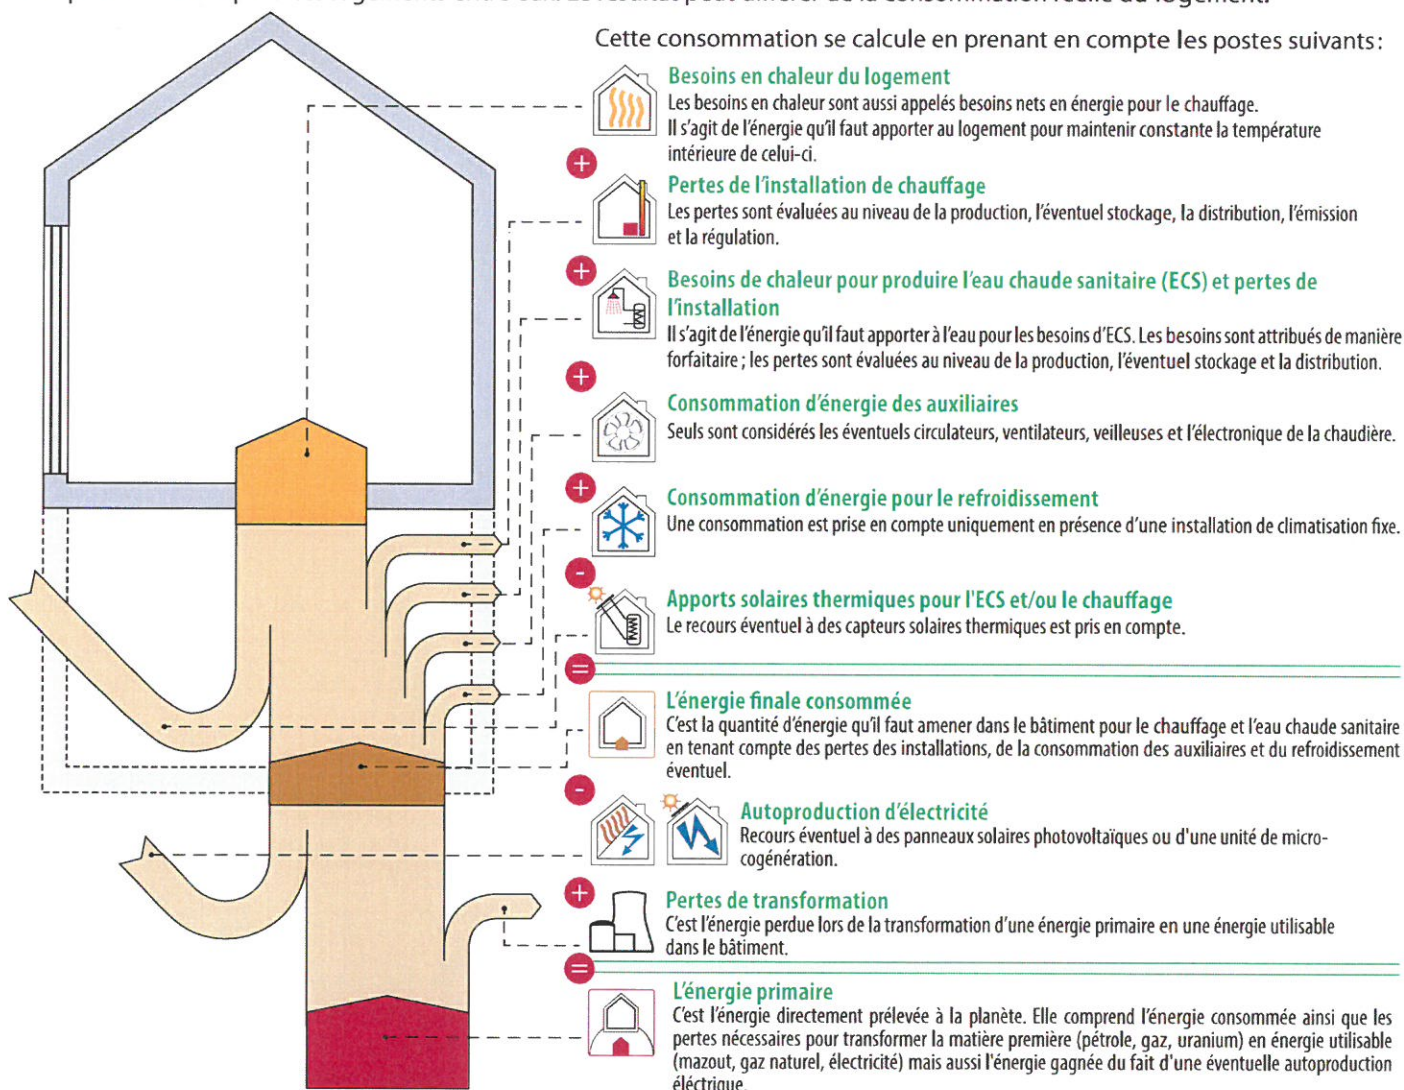 Cette consommation se calcule en prenant en compte les postes suivants:
Besoins en chaleur du logement
Les besoins en chaleur sont aussi appelés besoins nets en énergie pour le chauffage.
Il s'agit de l'énergie qu'il faut apporter au logement pour maintenir constante la température
intérieure de celui-ci.
+
Pertes de l'installation de chauffage
Les pertes sont évaluées au niveau de la production, l'éventuel stockage, la distribution, l'émission
et la régulation.
+
Besoins de chaleur pour produire l'eau chaude sanitaire (ECS) et pertes de
l'installation
Il s'agit de l'énergie qu'il faut apporter à l'eau pour les besoins d'ECS. Les besoins sont attribués de manière
forfaitaire ; les pertes sont évaluées au niveau de la production, l'éventuel stockage et la distribution.
+
Consommation d'énergie des auxiliaires
Seuls sont considérés les éventuels circulateurs, ventilateurs, veilleuses et l'électronique de la chaudière.
+
Consommation d'énergie pour le refroidissement
Une consommation est prise en compte uniquement en présence d'une installation de climatisation fixe.
-
Apports solaires thermiques pour l'ECS et/ou le chauffage
Le recours éventuel à des capteurs solaires thermiques est pris en compte.
=
L'énergie finale consommée
C'est la quantité d'énergie qu'il faut amener dans le bâtiment pour le chauffage et l'eau chaude sanitaire
en tenant compte des pertes des installations, de la consommation des auxiliaires et du refroidissement
éventuel.
-
Autoproduction d'électricité
Recours éventuel à des panneaux solaires photovoltaïques ou d'une unité de micro-
cogénération.
+
Pertes de transformation
C'est l'énergie perdue lors de la transformation d'une énergie primaire en une énergie utilisable
dans le bâtiment.
=
L'énergie primaire
C'est l'énergie directement prélevée à la planète. Elle comprend l'énergie consommée ainsi que les
pertes nécessaires pour transformer la matière première (pétrole, gaz, uranium) en énergie utilisable
(mazout, gaz naturel, électricité) mais aussi l'énergie gagnée du fait d'une éventuelle autoproduction
éléctrique.